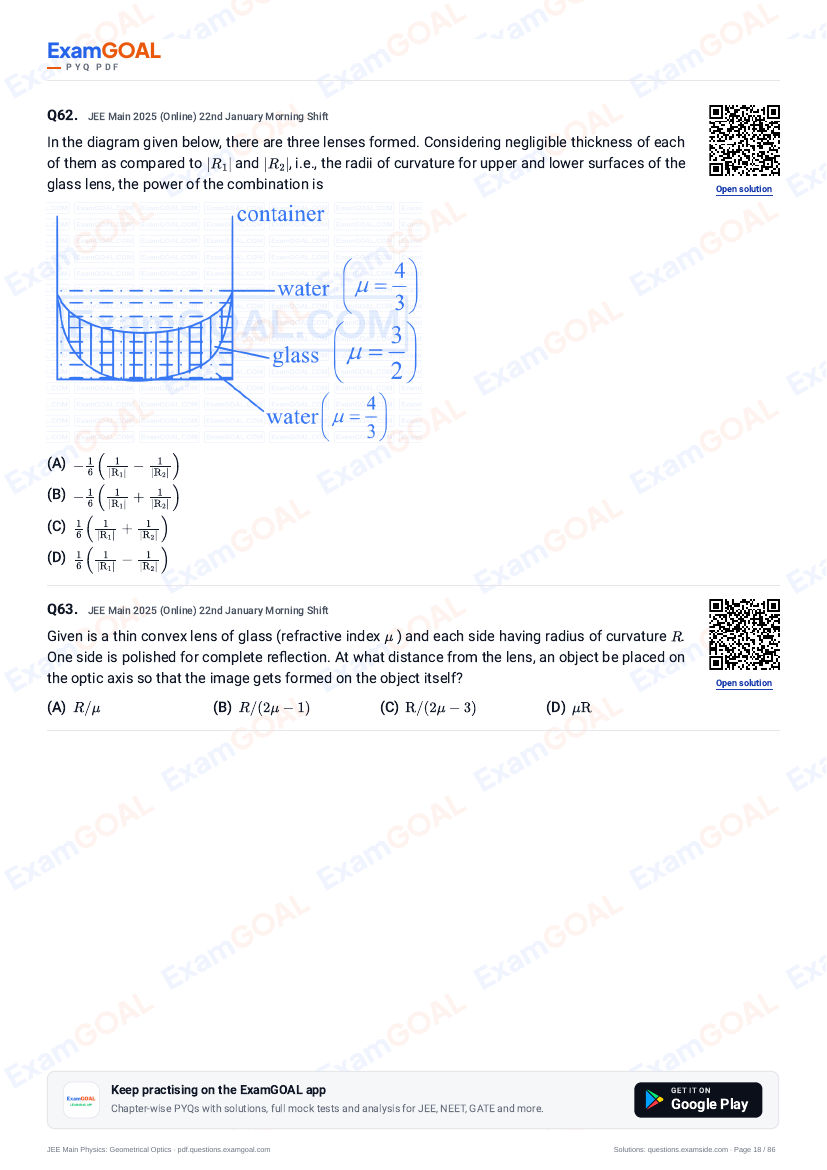 ExamGOAL
PYQ PDF
Q62. JEE Main 2025 (Online) 22nd January Morning Shift
In the diagram given below, there are three lenses formed. Considering negligible thickness of each
of them as compared to |R₁| and |R₂|, i.e., the radii of curvature for upper and lower surfaces of the
glass lens, the power of the combination is
Open solution
container
water (μ = 4/3)
glass (μ = 3/2)
water (μ = 4/3)
(A) −1/6 (1/|R₁| − 1/|R₂|)
(B) −1/6 (1/|R₁| + 1/|R₂|)
(C) 1/6 (1/|R₁| + 1/|R₂|)
(D) 1/6 (1/|R₁| − 1/|R₂|)
Q63. JEE Main 2025 (Online) 22nd January Morning Shift
Given is a thin convex lens of glass (refractive index μ ) and each side having radius of curvature R.
One side is polished for complete reflection. At what distance from the lens, an object be placed on
the optic axis so that the image gets formed on the object itself?
Open solution
(A) R/μ (B) R/(2μ − 1) (C) R/(2μ − 3) (D) μR
Keep practising on the ExamGOAL app
Chapter-wise PYQs with solutions, full mock tests and analysis for JEE, NEET, GATE and more.
GET IT ON
Google Play
JEE Main Physics: Geometrical Optics · pdf.questions.examgoal.com
Solutions: questions.examside.com · Page 18 / 86